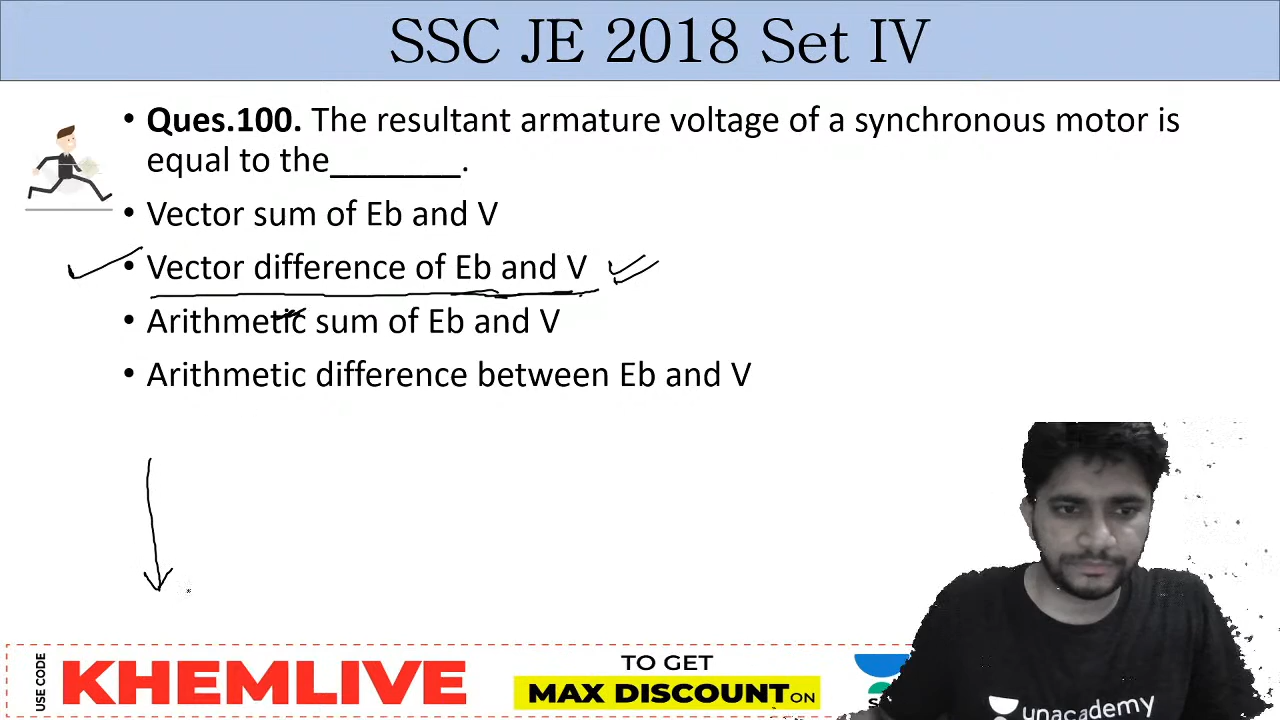 SSC JE 2018 Set IV
• Ques.100. The resultant armature voltage of a synchronous motor is
equal to the_______.
• Vector sum of Eb and V
• Vector difference of Eb and V
• Arithmetic sum of Eb and V
• Arithmetic difference between Eb and V
USE CODE
KHEMLIVE
TO GET
MAX DISCOUNT ON
unacademy